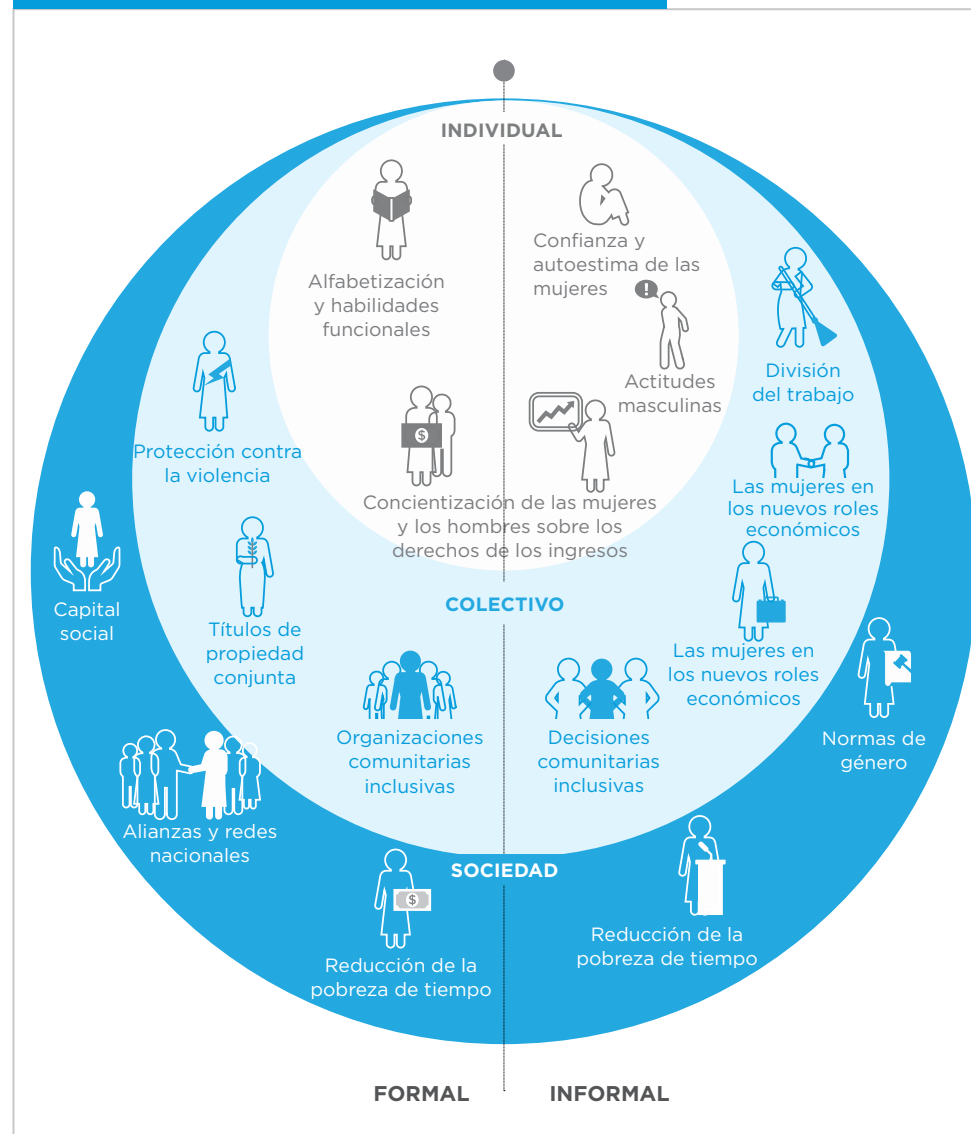 INDIVIDUAL
Alfabetización
y habilidades
funcionales
Confianza y
autoestima de las
mujeres
!
Actitudes
masculinas
$
Concientización de las mujeres
y los hombres sobre los
derechos de los ingresos
COLECTIVO
Protección contra
la violencia
Títulos de
propiedad
conjunta
Organizaciones
comunitarias
inclusivas
División
del trabajo
Las mujeres en
los nuevos roles
económicos
Las mujeres en
los nuevos roles
económicos
Decisiones
comunitarias
inclusivas
SOCIEDAD
Capital
social
Alianzas y redes
nacionales
$
Reducción de la
pobreza de tiempo
Normas de
género
Reducción de la
pobreza de tiempo
FORMAL
INFORMAL